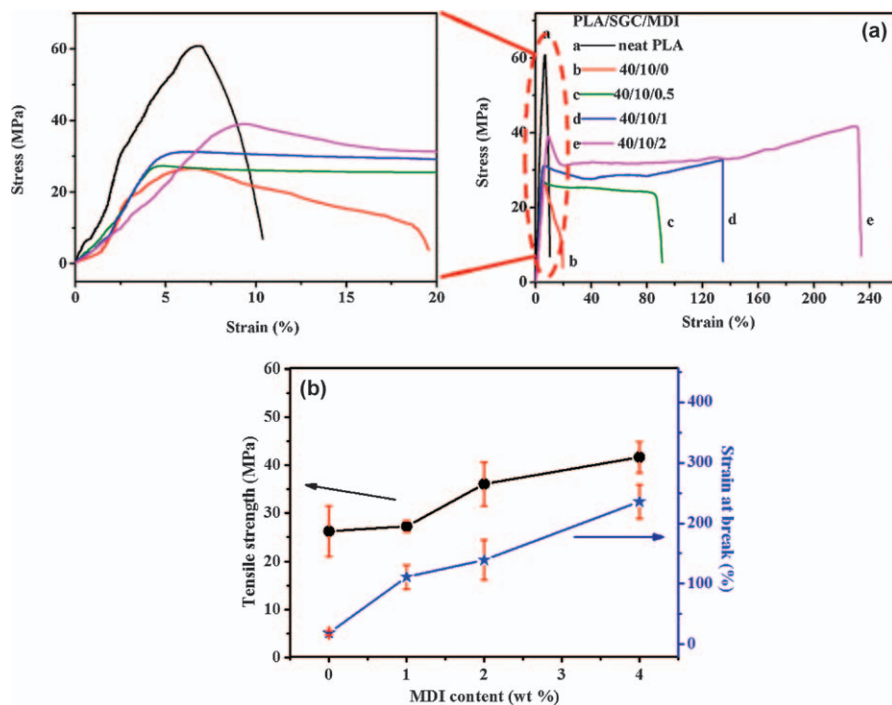 60
40
20
0
Stress (MPa)
0 5 10 15 20
Strain (%)
PLA/SGC/MDI (a)
a neat PLA
b 40/10/0
c 40/10/0.5
d 40/10/1
e 40/10/2
a
b
c
d
e
60
40
20
0
Stress (MPa)
0 40 80 120 160 200 240
Strain (%)
(b)
60
50
40
30
20
10
0
Tensile strength (MPa)
400
300
200
100
0
Strain at break
(%)
0 1 2 3 4
MDI content (wt %)